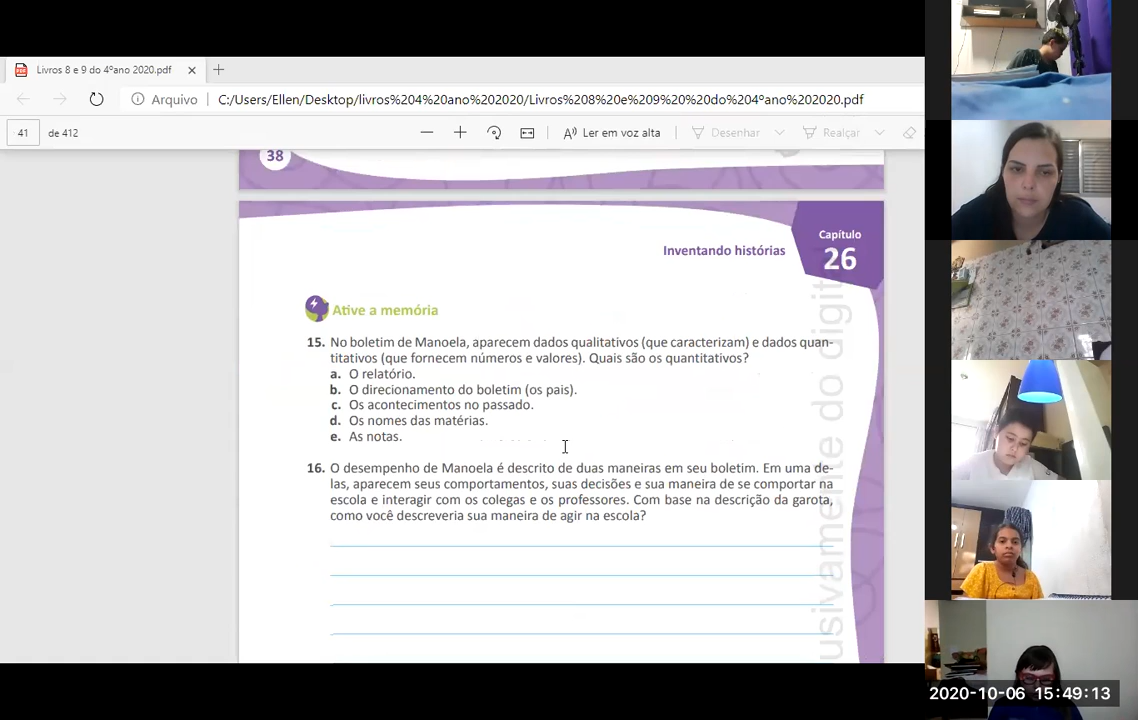 Livros 8 e 9 do 4ºano 2020.pdf
Arquivo
C:/Users/Ellen/Desktop/livros%204%20ano%202020/Livros%208%20e%209%20%20do%204ºano%202020.pdf
41
de 412
Ler em voz alta
Desenhar
Realçar
38
Capítulo
Inventando histórias
26
Ative a memória
15. No boletim de Manoela, aparecem dados qualitativos (que caracterizam) e dados quan-
titativos (que fornecem números e valores). Quais são os quantitativos?
a. O relatório.
b. O direcionamento do boletim (os pais).
c. Os acontecimentos no passado.
d. Os nomes das matérias.
e. As notas.
16. O desempenho de Manoela é descrito de duas maneiras em seu boletim. Em uma de-
las, aparecem seus comportamentos, suas decisões e sua maneira de se comportar na
escola e interagir com os colegas e os professores. Com base na descrição da garota,
como você descreveria sua maneira de agir na escola?
usivamente do digit
2020-10-06 15:49:13